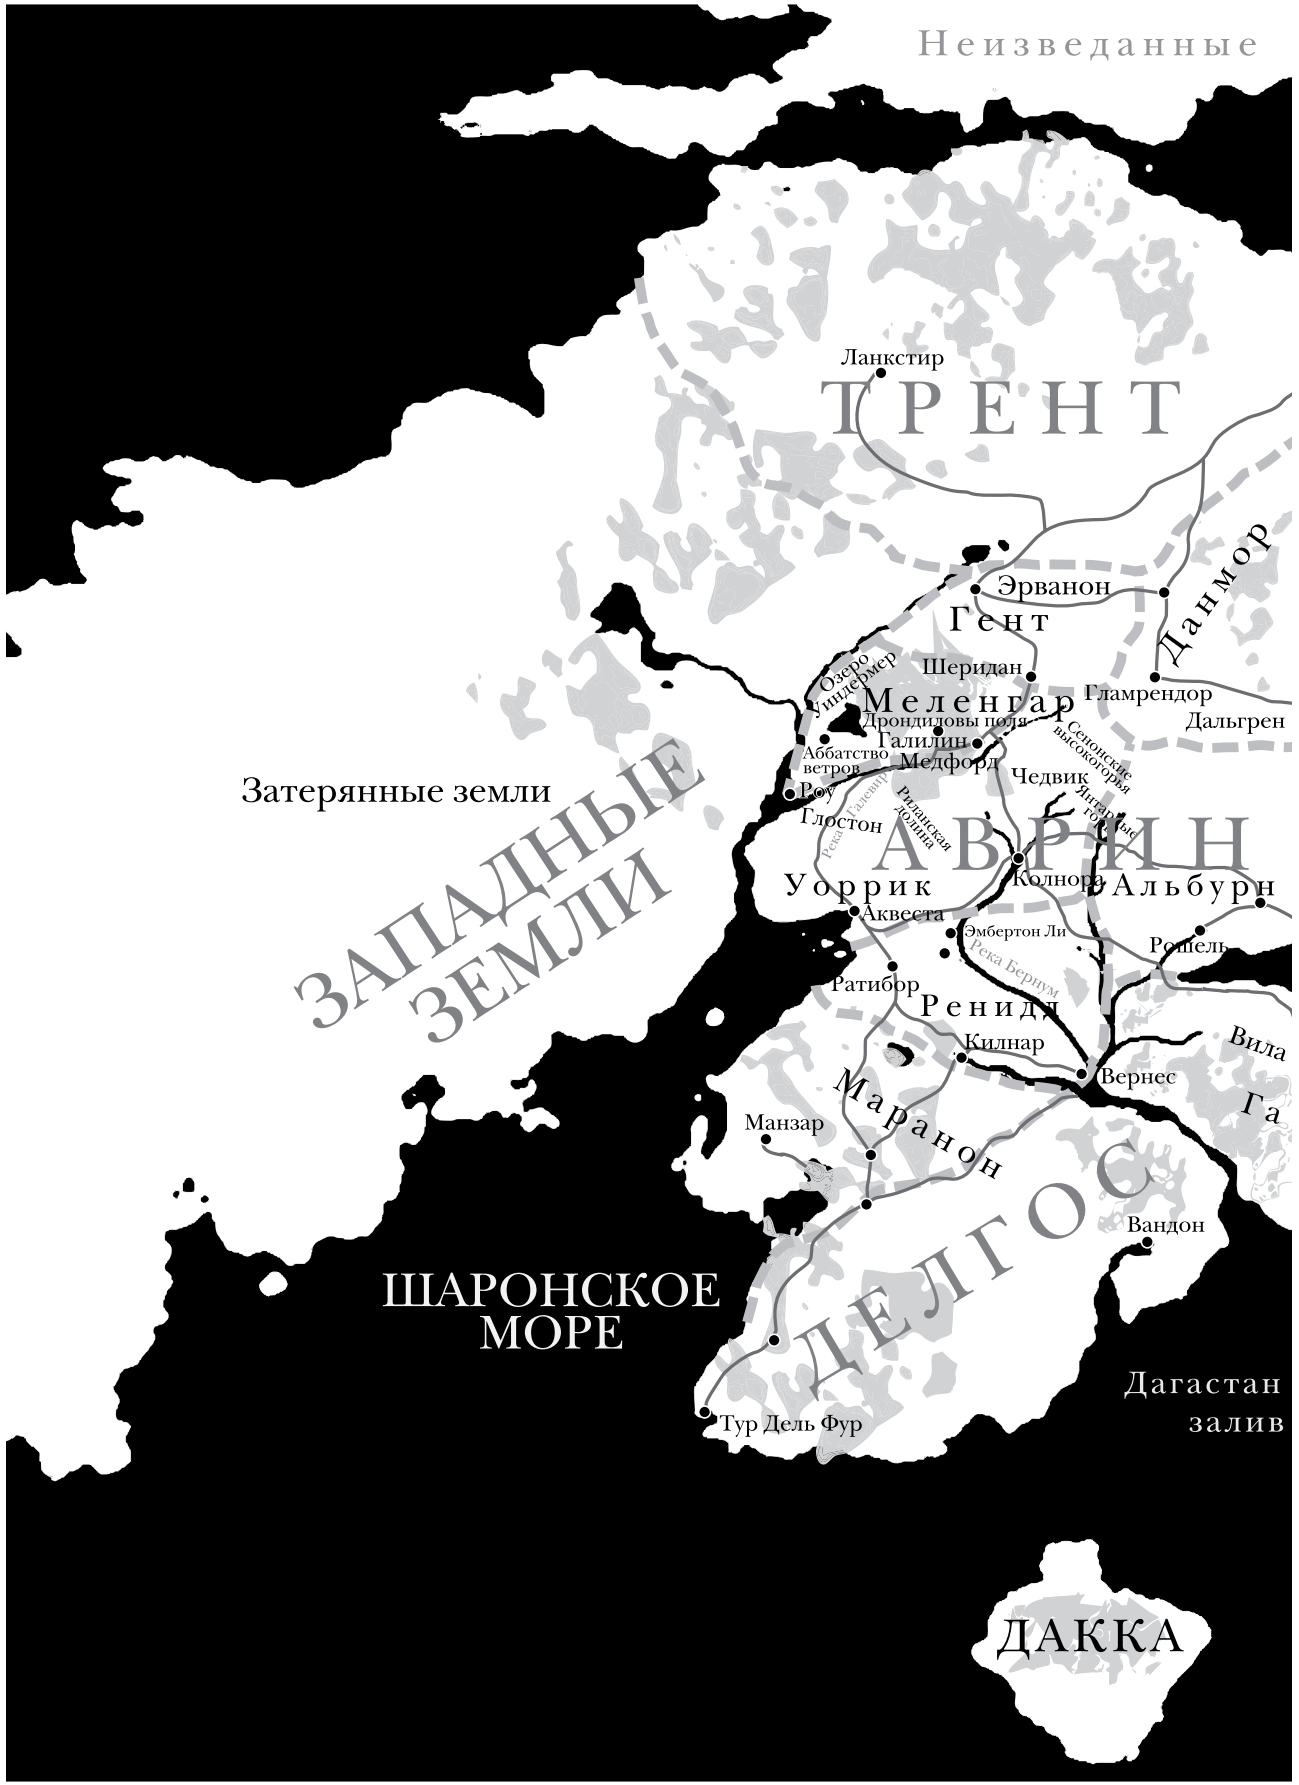 Неизведанные
Ланкстир
ТРЕНТ
Эрванон
Гент
Данмор
Шеридан
Озеро
Уиндермер
Меленгар
Гламрендор
Дрондиловы поля
Дальгрен
Галилин
Сенонские
высокогорья
Аббатство
ветров
Медфорд
Чедвик
Затерянные земли
Роу
Река Галевир
Риланская
долина
Янтарные
Глостон
ЗАПАДНЫЕ
ЗЕМЛИ
АВРИН
Колнора
Уоррик
Альбурн
Аквеста
Эмбертон Ли
Рошель
Река Бернум
Ратибор
Ренидд
Килнар
Вила
Вернес
Га
Маранон
Манзар
ДЕЛГОС
Вандон
ШАРОНСКОЕ
МОРЕ
Дагастан
залив
Тур Дель Фур
ДАККА